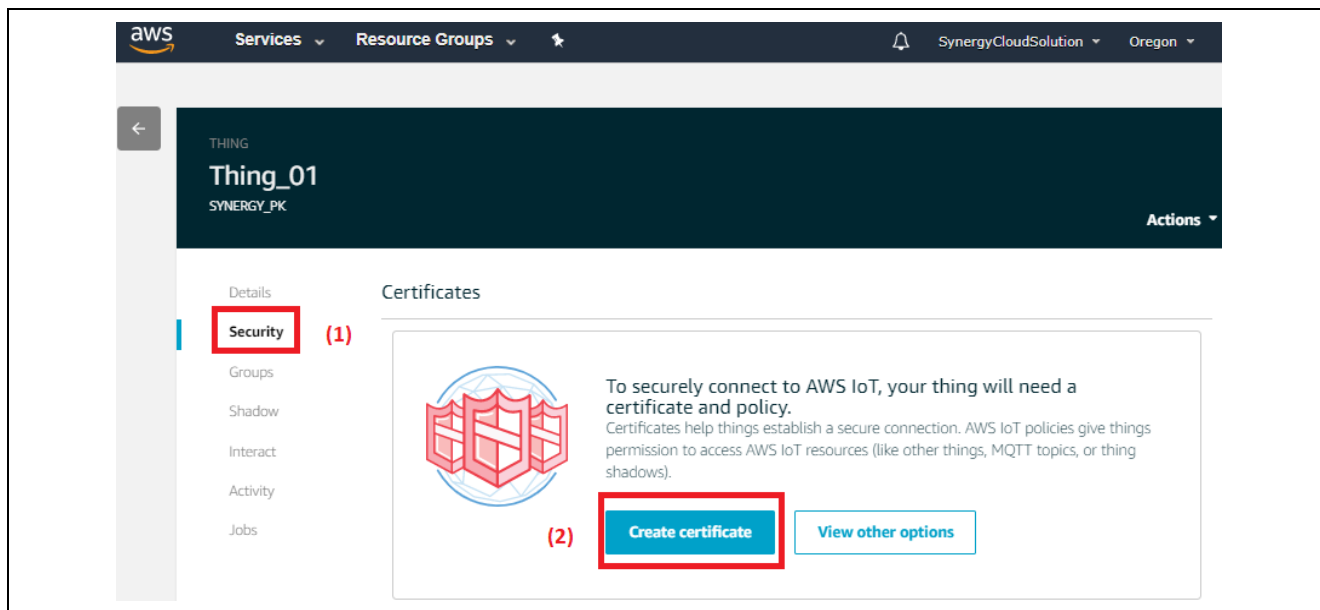 aws Services Resource Groups SynergyCloudSolution Oregon
THING
Thing_01
SYNERGY_PK
Actions
Details
Security (1)
Groups
Shadow
Interact
Activity
Jobs
Certificates
To securely connect to AWS IoT, your thing will need a
certificate and policy.
Certificates help things establish a secure connection. AWS IoT policies give things
permission to access AWS IoT resources (like other things, MQTT topics, or thing
shadows).
(2) Create certificate View other options